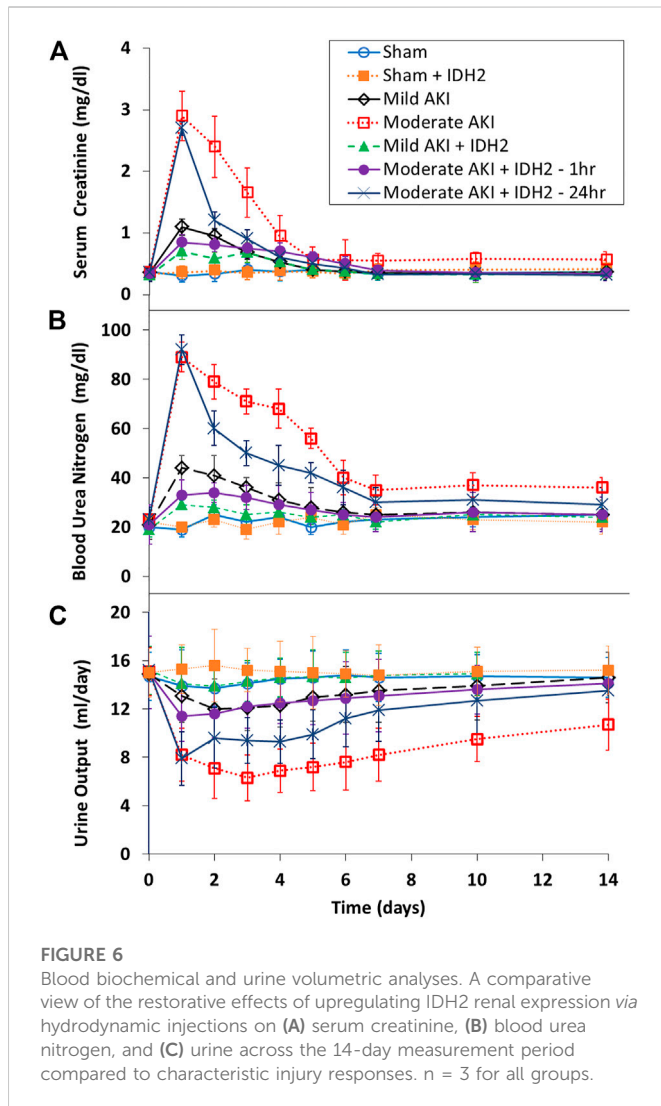 A
Serum Creatinine (mg/dl)
4
3
2
1
0
Sham
Sham + IDH2
Mild AKI
Moderate AKI
Mild AKI + IDH2
Moderate AKI + IDH2 - 1hr
Moderate AKI + IDH2 - 24hr
B
Blood Urea Nitrogen (mg/dl)
100
80
60
40
20
0
C
Urine Output (ml/day)
20
16
12
8
4
0
0 2 4 6 8 10 12 14
Time (days)
FIGURE 6
Blood biochemical and urine volumetric analyses. A comparative
view of the restorative effects of upregulating IDH2 renal expression via
hydrodynamic injections on (A) serum creatinine, (B) blood urea
nitrogen, and (C) urine across the 14-day measurement period
compared to characteristic injury responses. n = 3 for all groups.